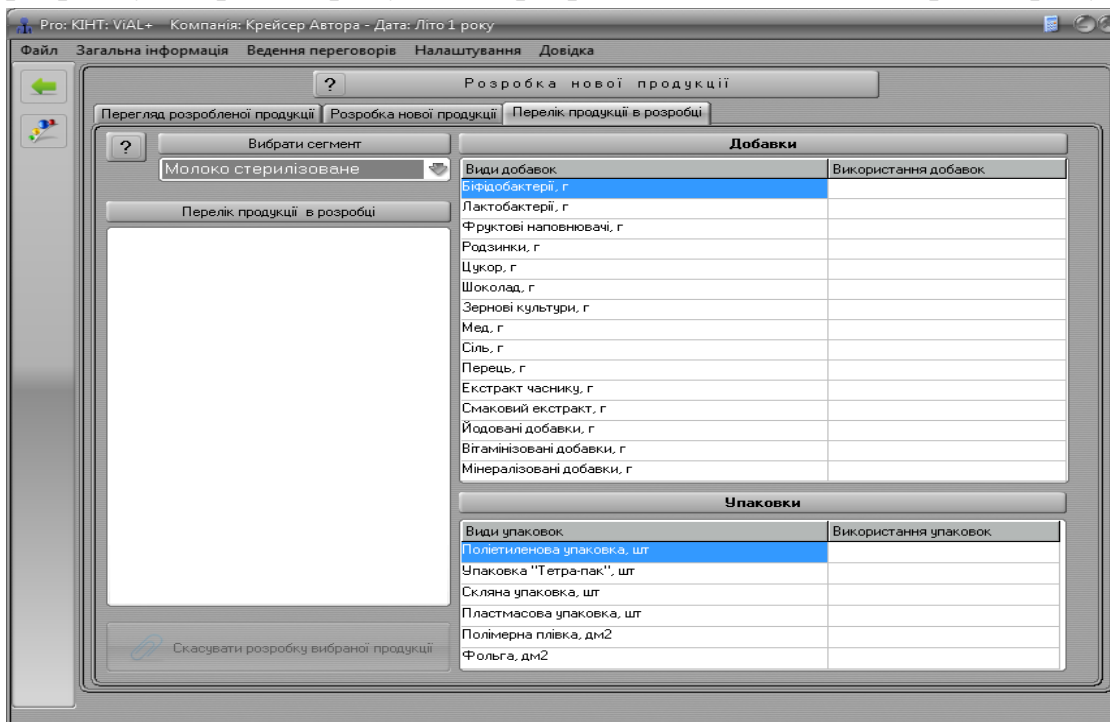 Pro: КІНТ: ViAL+ Компанія: Крейсер Автора - Дата: Літо 1 року
Файл Загальна інформація Ведення переговорів Налаштування Довідка
? Розробка нової продукції
Перегляд розробленої продукції Розробка нової продукції Перелік продукції в розробці
? Вибрати сегмент
Молоко стерилізоване
Перелік продукції в розробці
Скасувати розробку вибраної продукції
Добавки
Види добавок Використання добавок
Біфідобактерії, г
Лактобактерії, г
Фруктові наповнювачі, г
Родзинки, г
Цукор, г
Шоколад, г
Зернові культури, г
Мед, г
Сіль, г
Перець, г
Екстракт часнику, г
Смаковий екстракт, г
Йодовані добавки, г
Вітамінізовані добавки, г
Мінералізовані добавки, г
Упаковки
Види упаковок Використання упаковок
Поліетиленова упаковка, шт
Упаковка "Тетра-пак", шт
Скляна упаковка, шт
Пластмасова упаковка, шт
Полімерна плівка, дм2
Фольга, дм2